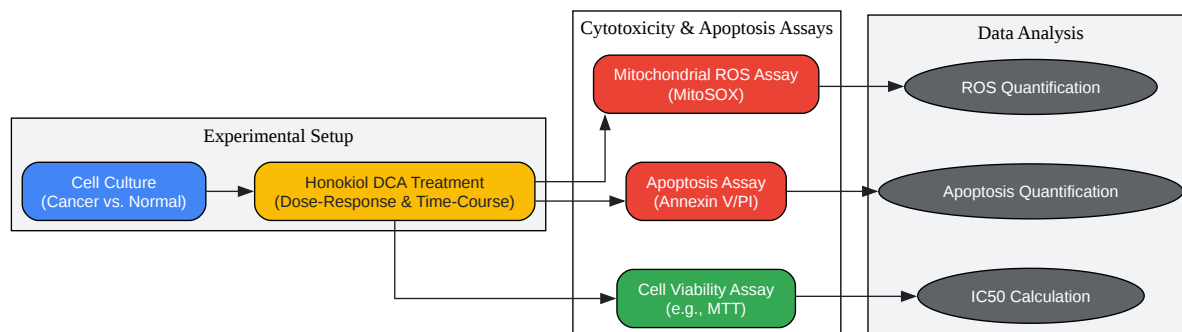 Experimental Setup
Cell Culture
(Cancer vs. Normal)
Honokiol DCA Treatment
(Dose-Response & Time-Course)
Cytotoxicity & Apoptosis Assays
Mitochondrial ROS Assay
(MitoSOX)
Apoptosis Assay
(Annexin V/PI)
Cell Viability Assay
(e.g., MTT)
Data Analysis
ROS Quantification
Apoptosis Quantification
IC50 Calculation